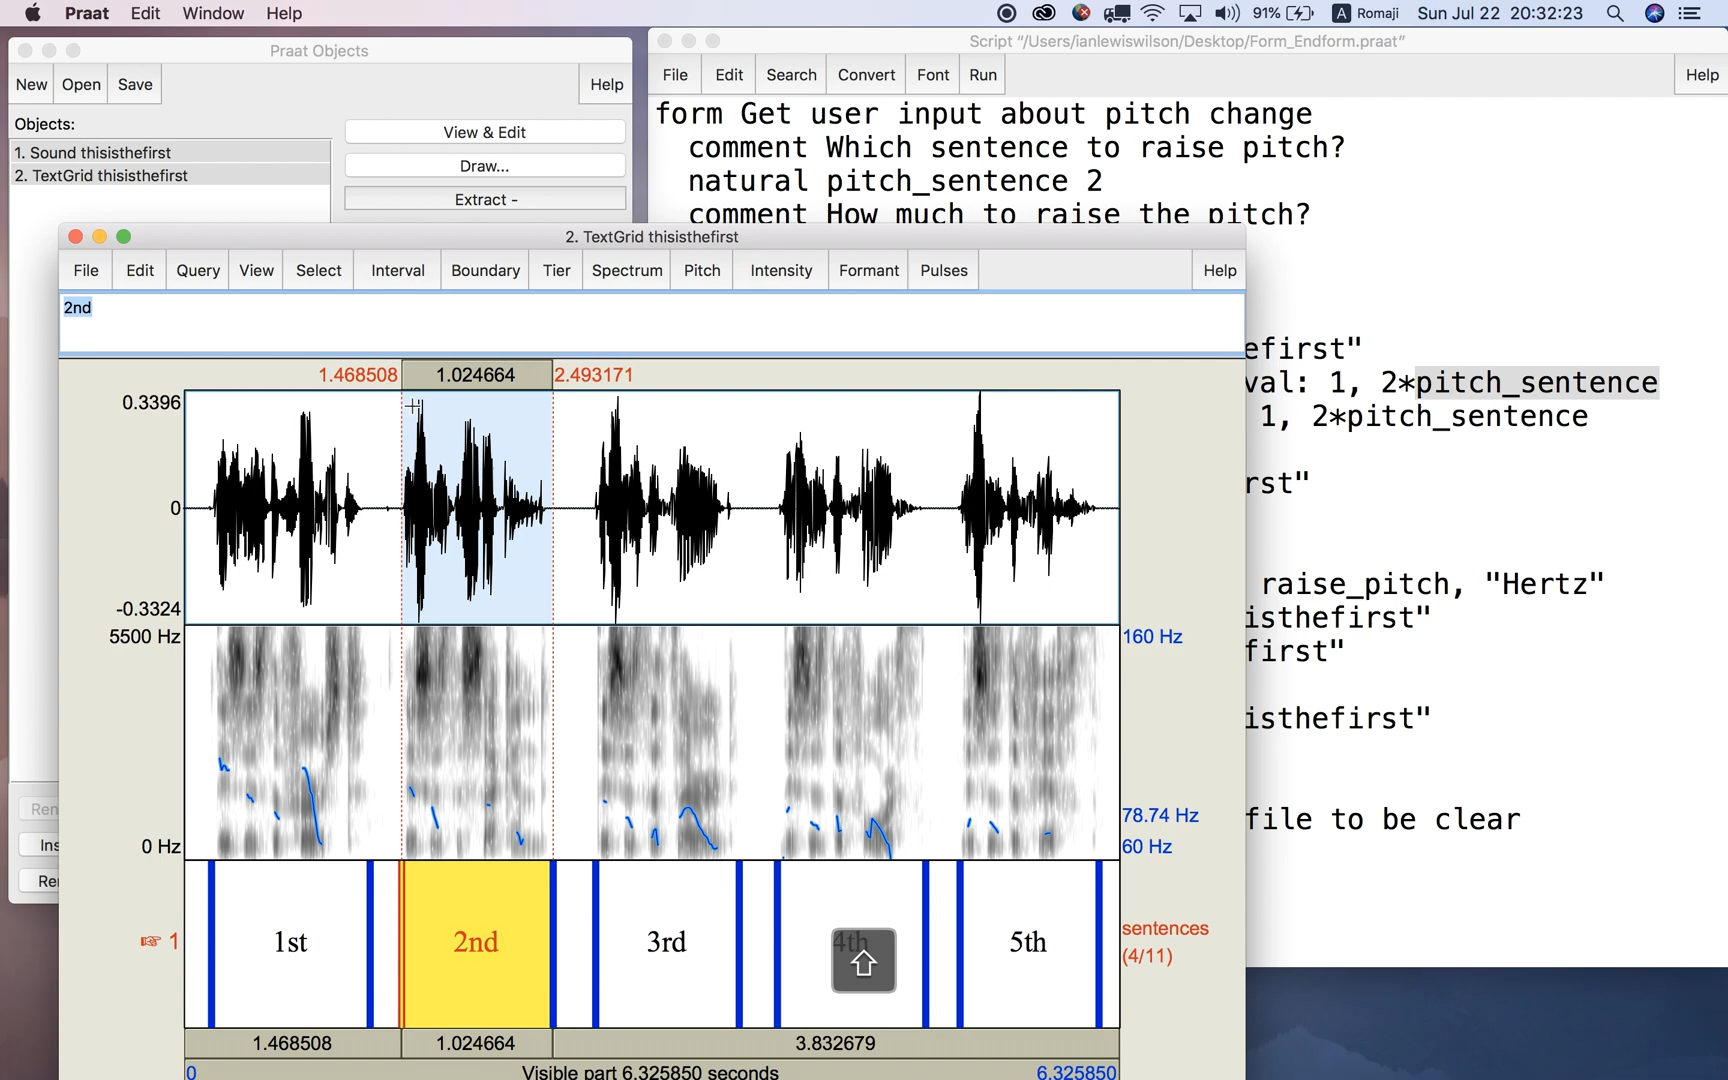 Praat Edit Window Help
91% A Romaji Sun Jul 22 20:32:23
Praat Objects
New Open Save Help
Objects:
1. Sound thisisthefirst
2. TextGrid thisisthefirst
View & Edit
Draw...
Extract -
Ren
Ins
Rer
Script “/Users/ianlewiswilson/Desktop/Form_Endform.praat”
File Edit Search Convert Font Run Help
form Get user input about pitch change
comment Which sentence to raise pitch?
natural pitch_sentence 2
comment How much to raise the pitch?
efirst"
val: 1, 2*pitch_sentence
1, 2*pitch_sentence
rst"
raise_pitch, "Hertz"
isthefirst"
first"
isthefirst"
file to be clear
2. TextGrid thisisthefirst
File Edit Query View Select Interval Boundary Tier Spectrum Pitch Intensity Formant Pulses Help
2nd
1.468508 1.024664 2.493171
0.3396
0
-0.3324
5500 Hz 160 Hz
78.74 Hz
0 Hz 60 Hz
☞ 1 1st 2nd 3rd 4th 5th sentences
(4/11)
1.468508 1.024664 3.832679
0 Visible part 6.325850 seconds 6.325850